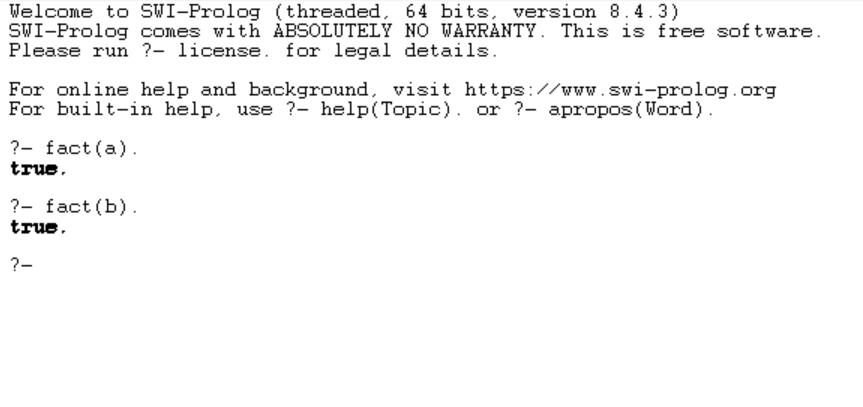 Welcome to SWI-Prolog (threaded, 64 bits, version 8.4.3)
SWI-Prolog comes with ABSOLUTELY NO WARRANTY. This is free software.
Please run ?- license. for legal details.
For online help and background, visit https://www.swi-prolog.org
For built-in help, use ?- help(Topic). or ?- apropos(Word).
?- fact(a).
true.
?- fact(b).
true.
?-